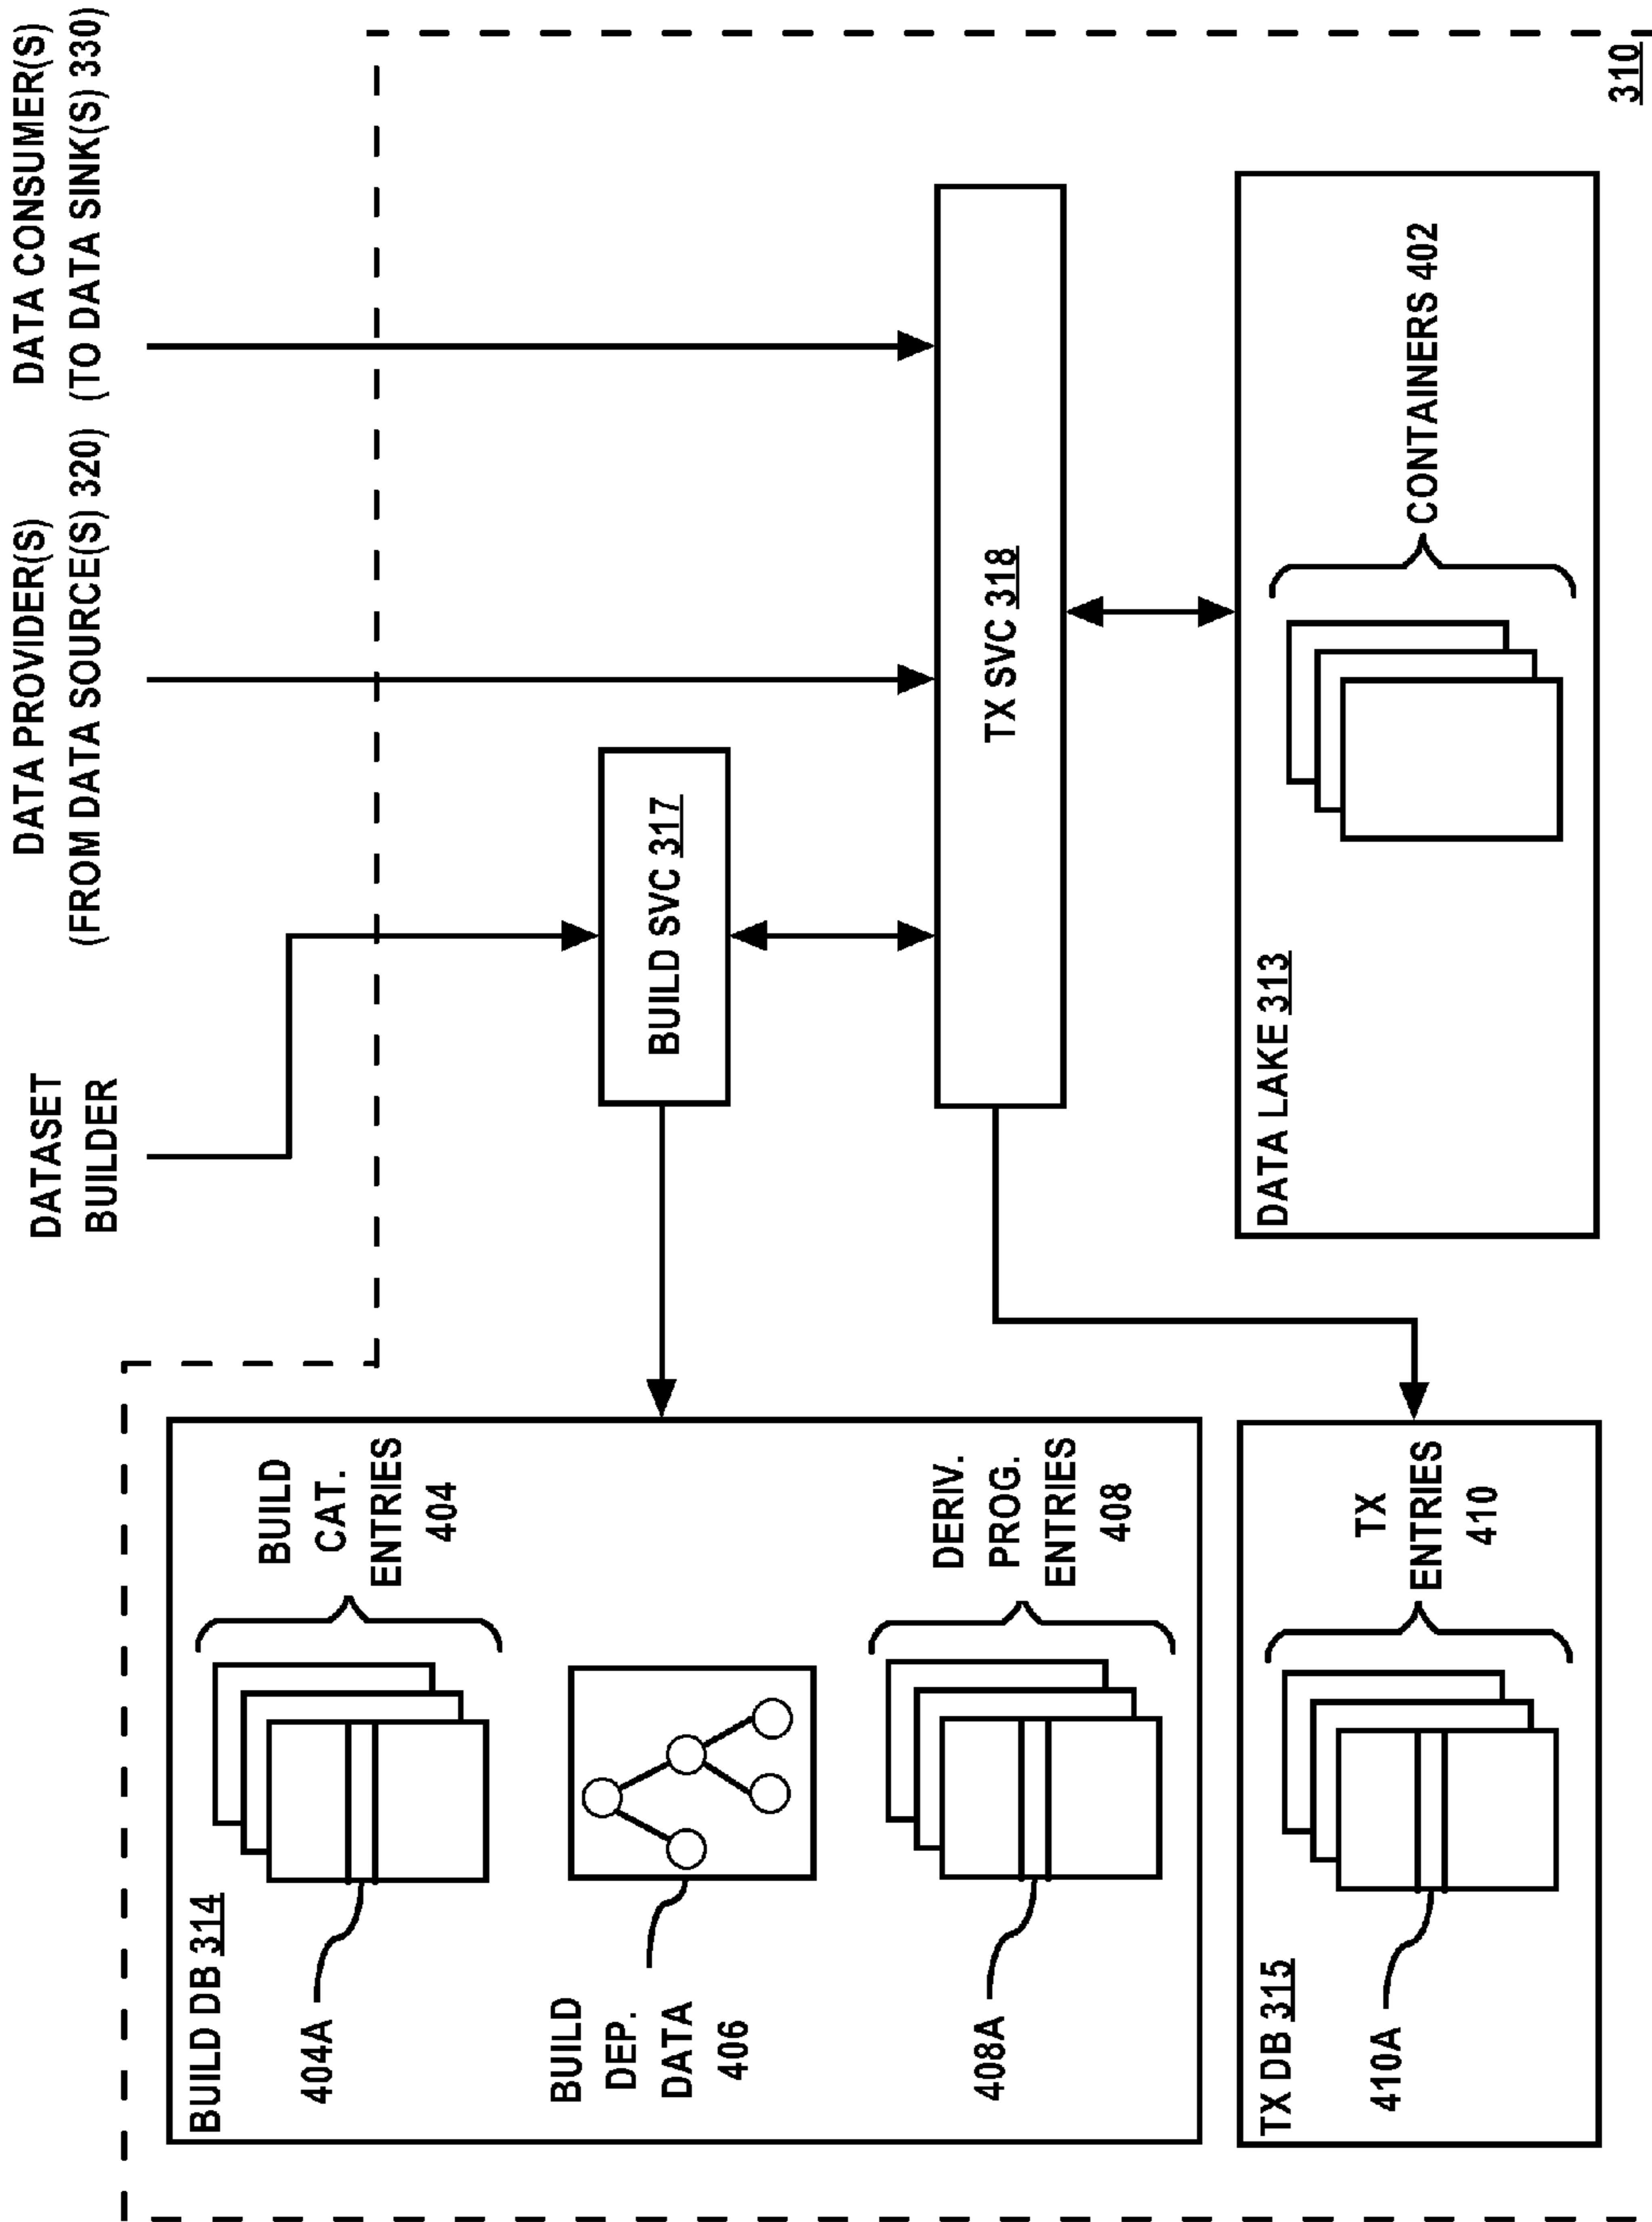 DATASET
BUILDER
DATA PROVIDER(S)
(FROM DATA SOURCE(S) 320)
DATA CONSUMER(S)
(TO DATA SINK(S) 330)
BUILD DB 314
404A
BUILD
CAT.
ENTRIES
404
BUILD
DEP.
DATA
406
408A
DERIV.
PROG.
ENTRIES
408
BUILD SVC 317
TX SVC 318
TX DB 315
410A
TX
ENTRIES
410
DATA LAKE 313
CONTAINERS 402
310